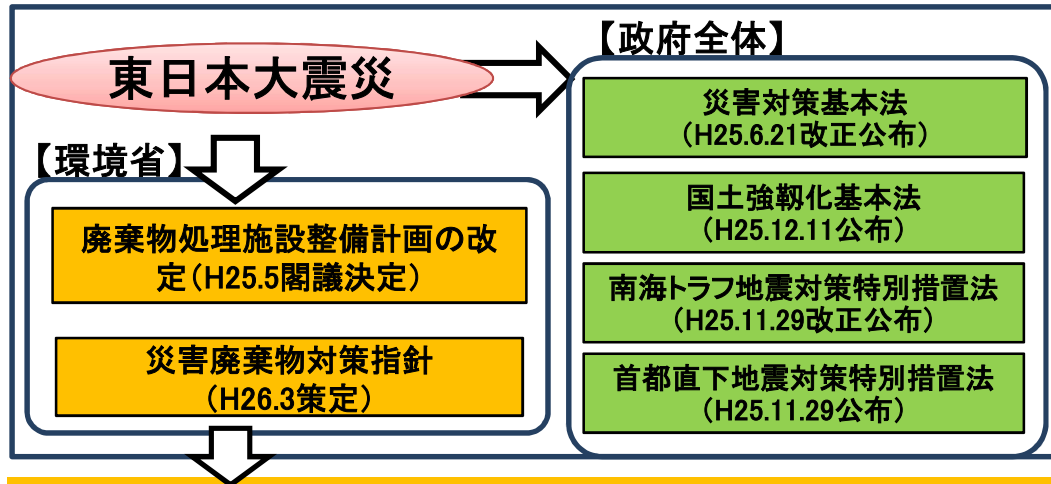 東日本大震災
【政府全体】
災害対策基本法
(H25.6.21改正公布)
国土強靱化基本法
(H25.12.11公布)
南海トラフ地震対策特別措置法
(H25.11.29改正公布)
首都直下地震対策特別措置法
(H25.11.29公布)
【環境省】
廃棄物処理施設整備計画の改
定(H25.5閣議決定)
災害廃棄物対策指針
(H26.3策定)